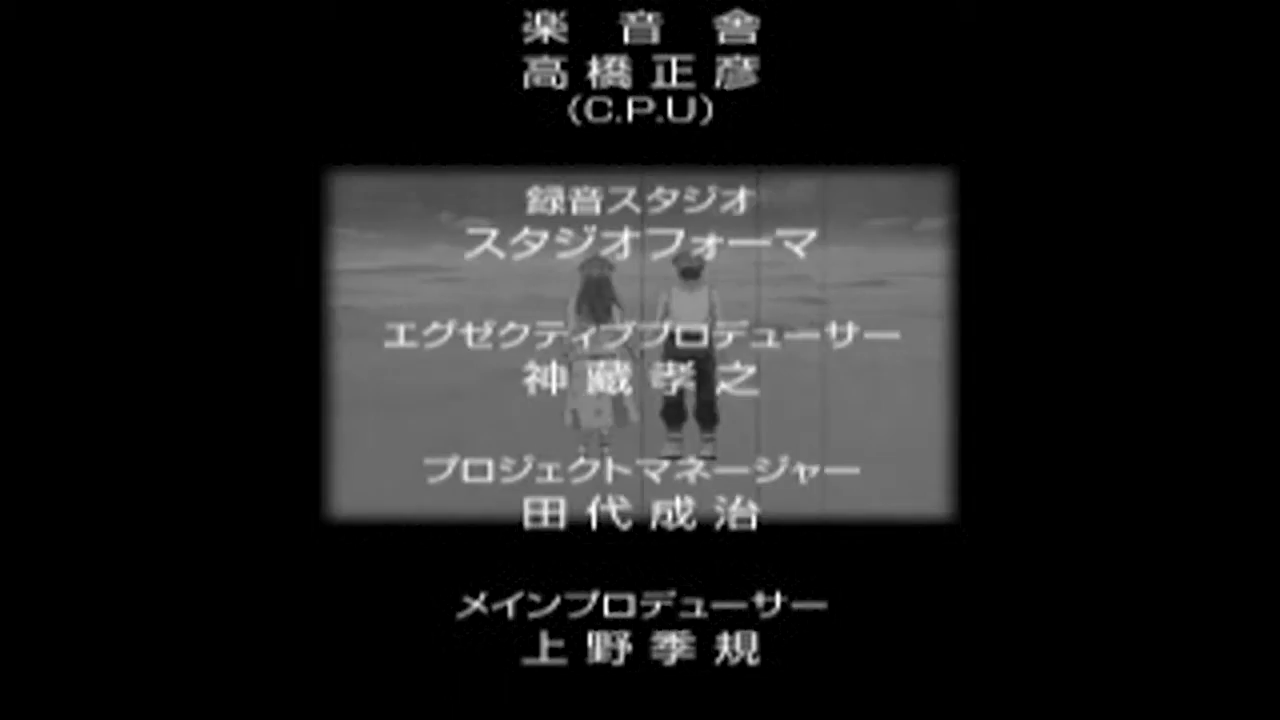 楽音舎
高橋正彦
(C.P.U)
録音スタジオ
スタジオフォーマ
エグゼクティブプロデューサー
神蔵孝之
プロジェクトマネージャー
田代成治
メインプロデューサー
上野季規